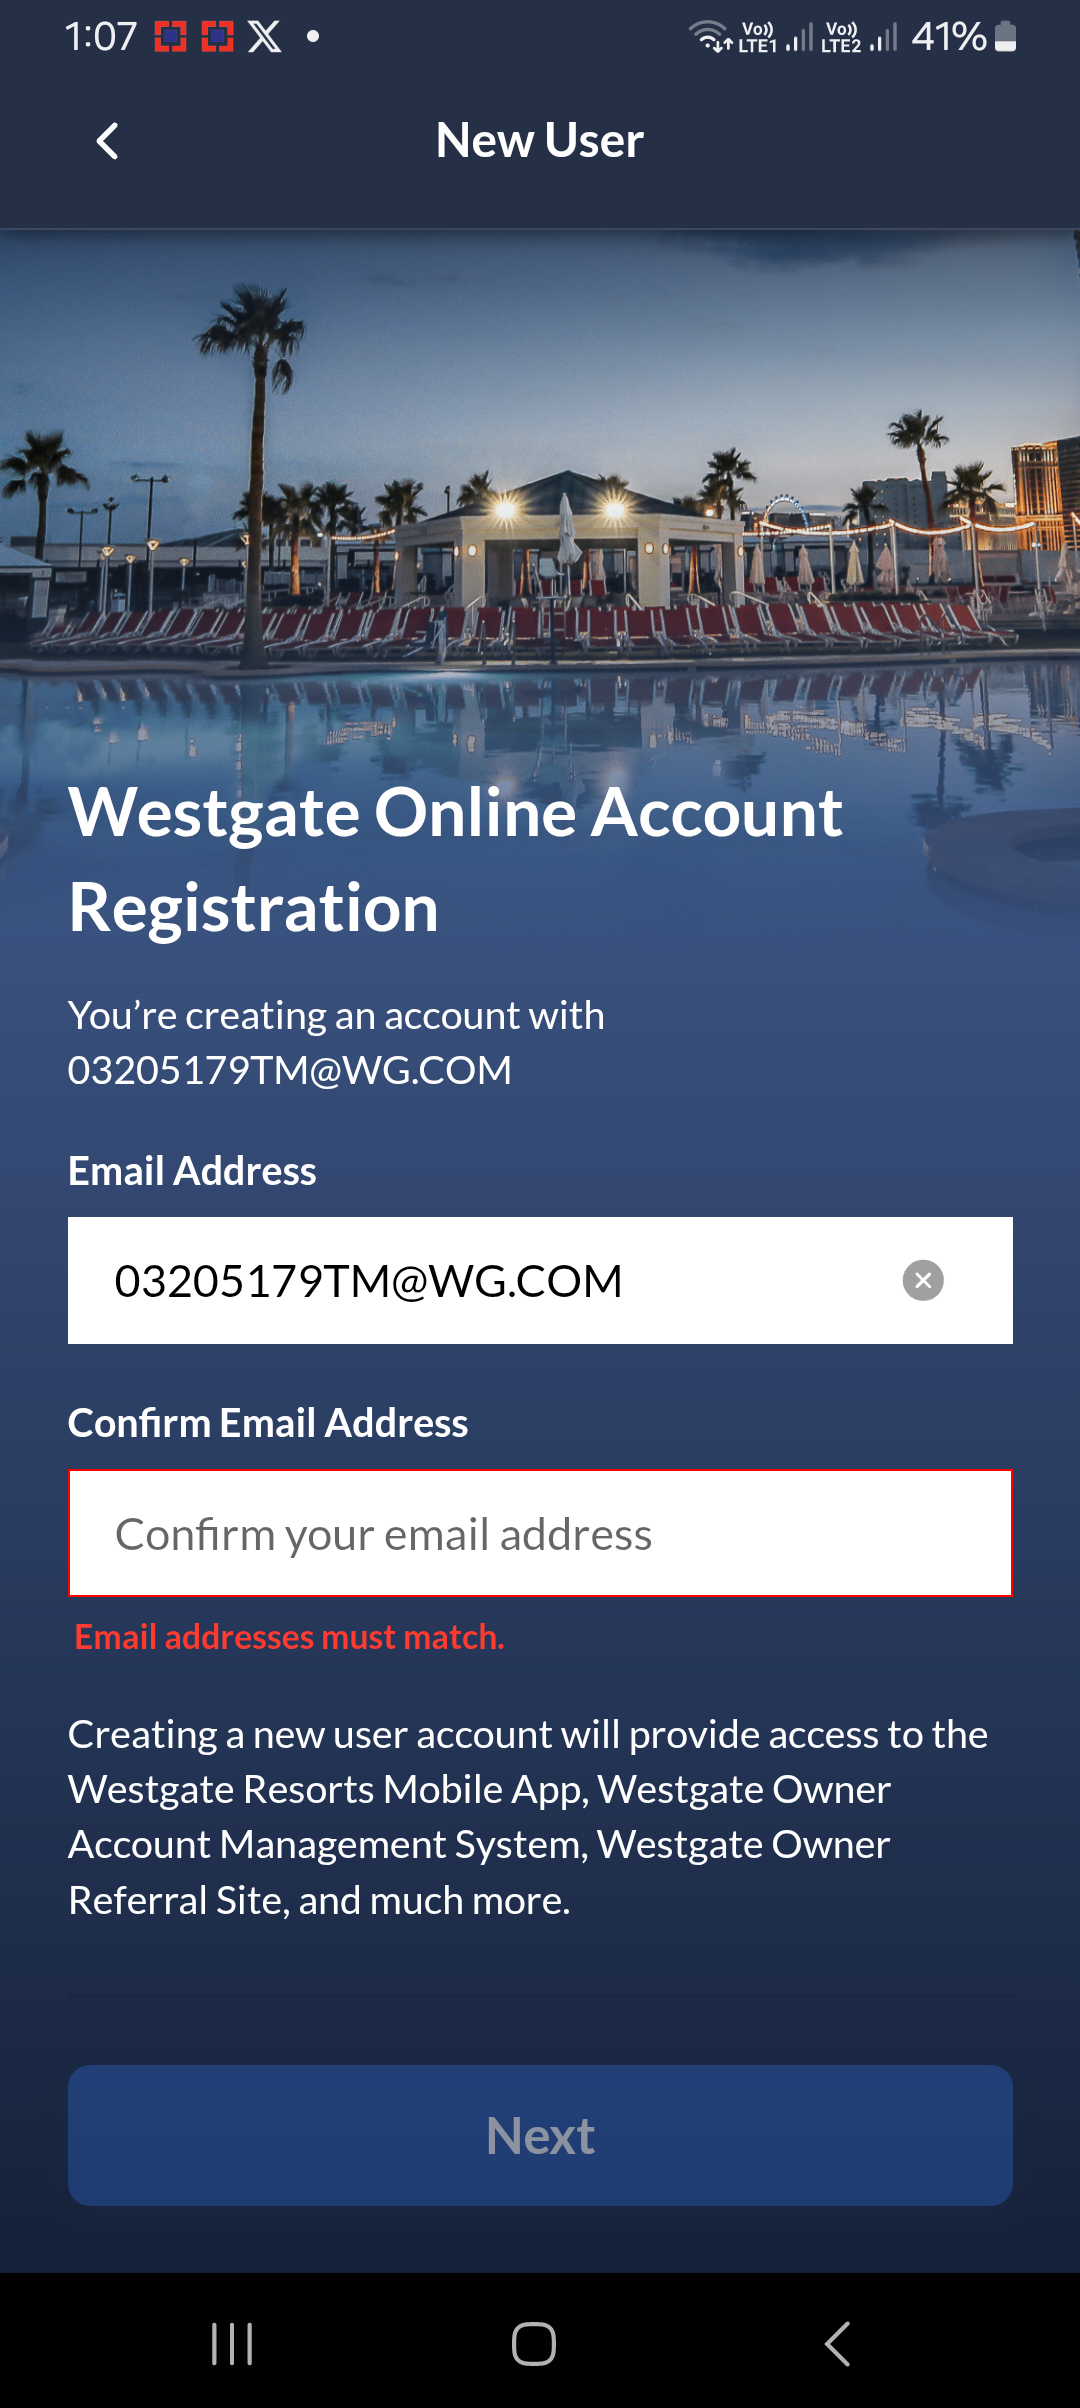 1:07
Vo)) LTE1 Vo)) LTE2 41%
New User
Westgate Online Account
Registration
You’re creating an account with
03205179TM@WG.COM
Email Address
03205179TM@WG.COM
Confirm Email Address
Confirm your email address
Email addresses must match.
Creating a new user account will provide access to the
Westgate Resorts Mobile App, Westgate Owner
Account Management System, Westgate Owner
Referral Site, and much more.
Next